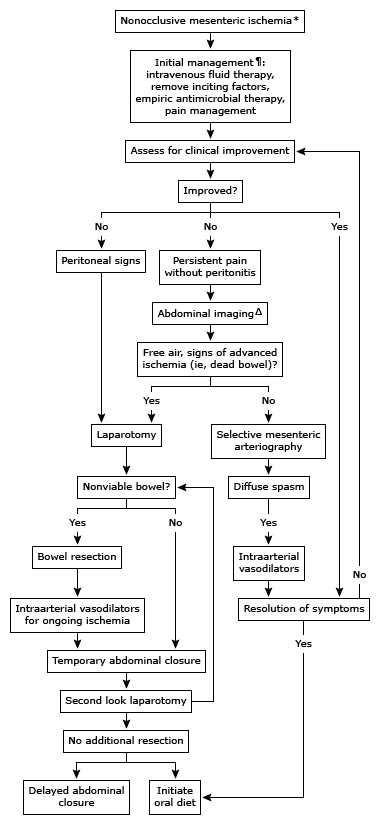 Nonocclusive mesenteric ischemia*
Initial management¶:
intravenous fluid therapy,
remove inciting factors,
empiric antimicrobial therapy,
pain management
Assess for clinical improvement
Improved?
No
No
Yes
Peritoneal signs
Persistent pain
without peritonitis
Abdominal imagingΔ
Free air, signs of advanced
ischemia (ie, dead bowel)?
Yes
No
Laparotomy
Selective mesenteric
arteriography
Nonviable bowel?
Diffuse spasm
Yes
No
Yes
Bowel resection
Intraarterial
vasodilators
No
Intraarterial vasodilators
for ongoing ischemia
Resolution of symptoms
Yes
Temporary abdominal closure
Second look laparotomy
No additional resection
Delayed abdominal
closure
Initiate
oral diet